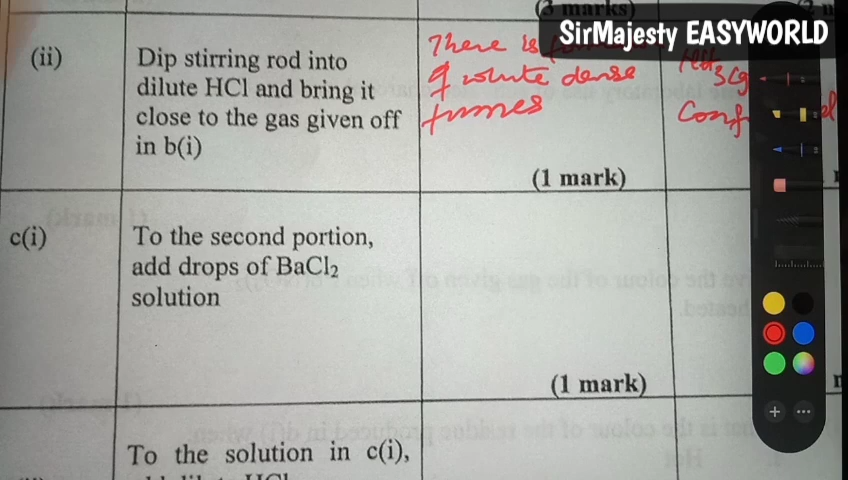 (3 marks)
SirMajesty EASYWORLD
(ii)
Dip stirring rod into
dilute HCl and bring it
close to the gas given off
in b(i)
There is
of white dense
fumes
(1 mark)
c(i)
To the second portion,
add drops of BaCl₂
solution
(1 mark)
To the solution in c(i),